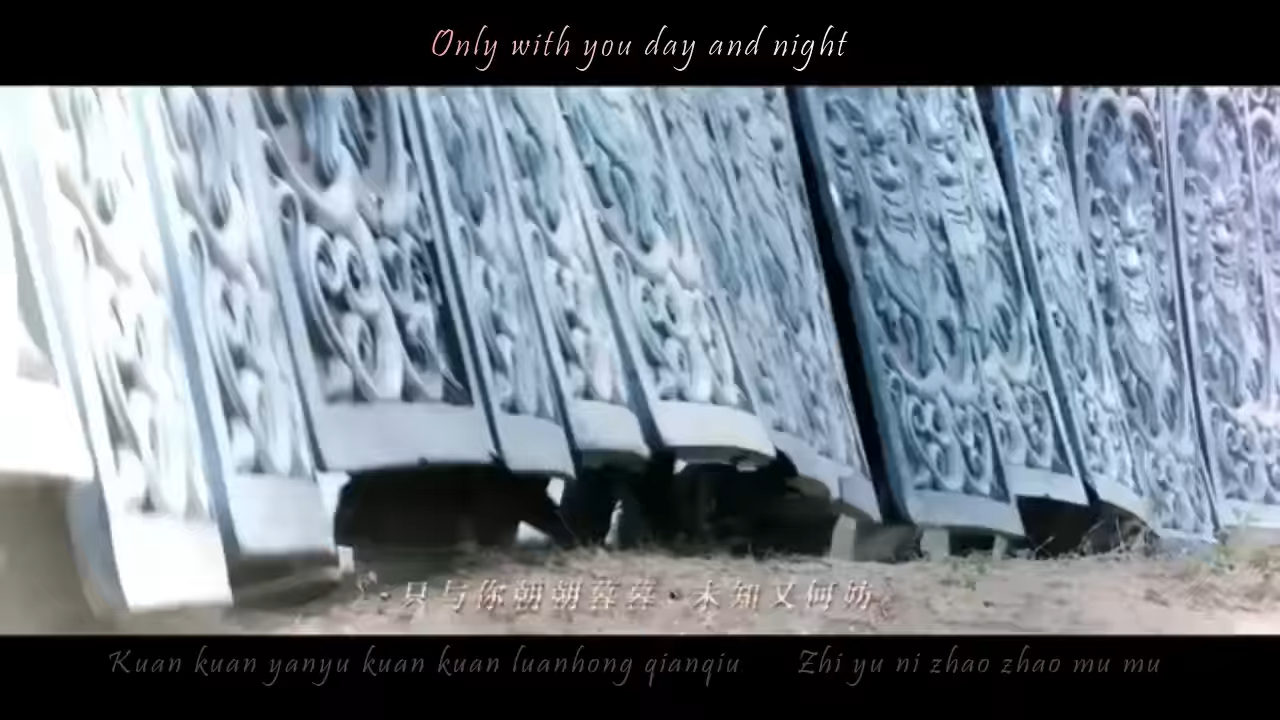 Only with you day and night
只与你朝朝暮暮·未知又何妨
Kuan kuan yanyu kuan kuan luanhong qianqiu Zhi yu ni zhao zhao mu mu